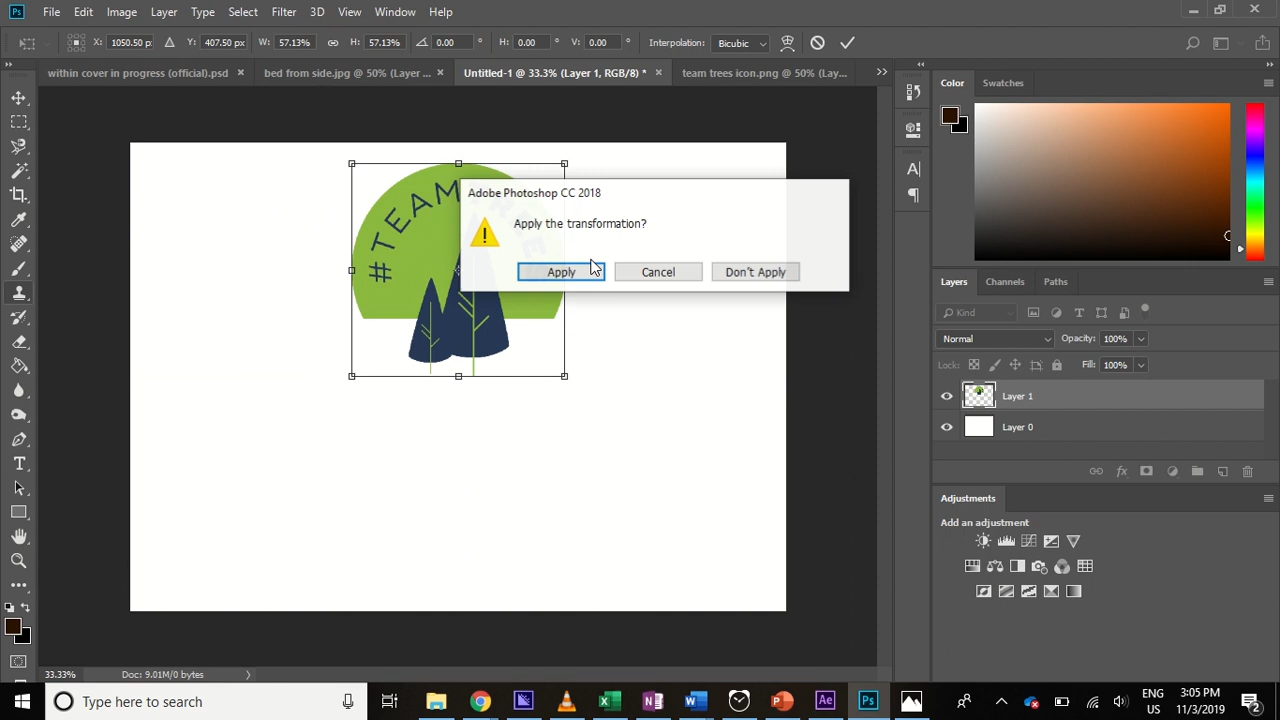 Ps File Edit Image Layer Type Select Filter 3D View Window Help
X: 1050.50 px Y: 407.50 px W: 57.13% H: 57.13% 0.00 ° H: 0.00 ° V: 0.00 ° Interpolation: Bicubic
within cover in progress (official).psd × bed from side.jpg @ 50% (Layer ... × Untitled-1 @ 33.3% (Layer 1, RGB/8) * × team trees icon.png @ 50% (Lay...
Color Swatches
#TEAM
Adobe Photoshop CC 2018
Apply the transformation?
Apply Cancel Don't Apply
Layers Channels Paths
Kind
Normal Opacity: 100%
Lock: Fill: 100%
Layer 1
Layer 0
fx
Adjustments
Add an adjustment
33.33% Doc: 9.01M/0 bytes
Type here to search
ENG
US
3:05 PM
11/3/2019
2